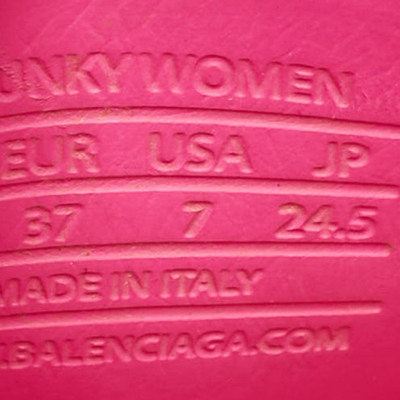 UNKY WOMEN
EUR USA JP
37 7 24.5
MADE IN ITALY
.BALENCIAGA.COM